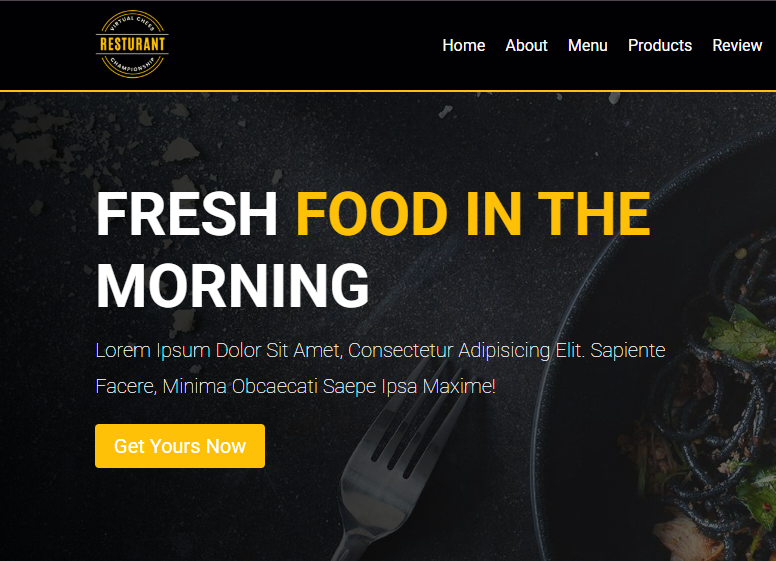 VIRTUAL CHESS
RESTURANT
CHAMPIONSHIP
Home About Menu Products Review
FRESH FOOD IN THE
MORNING
Lorem Ipsum Dolor Sit Amet, Consectetur Adipisicing Elit. Sapiente
Facere, Minima Obcaecati Saepe Ipsa Maxime!
Get Yours Now